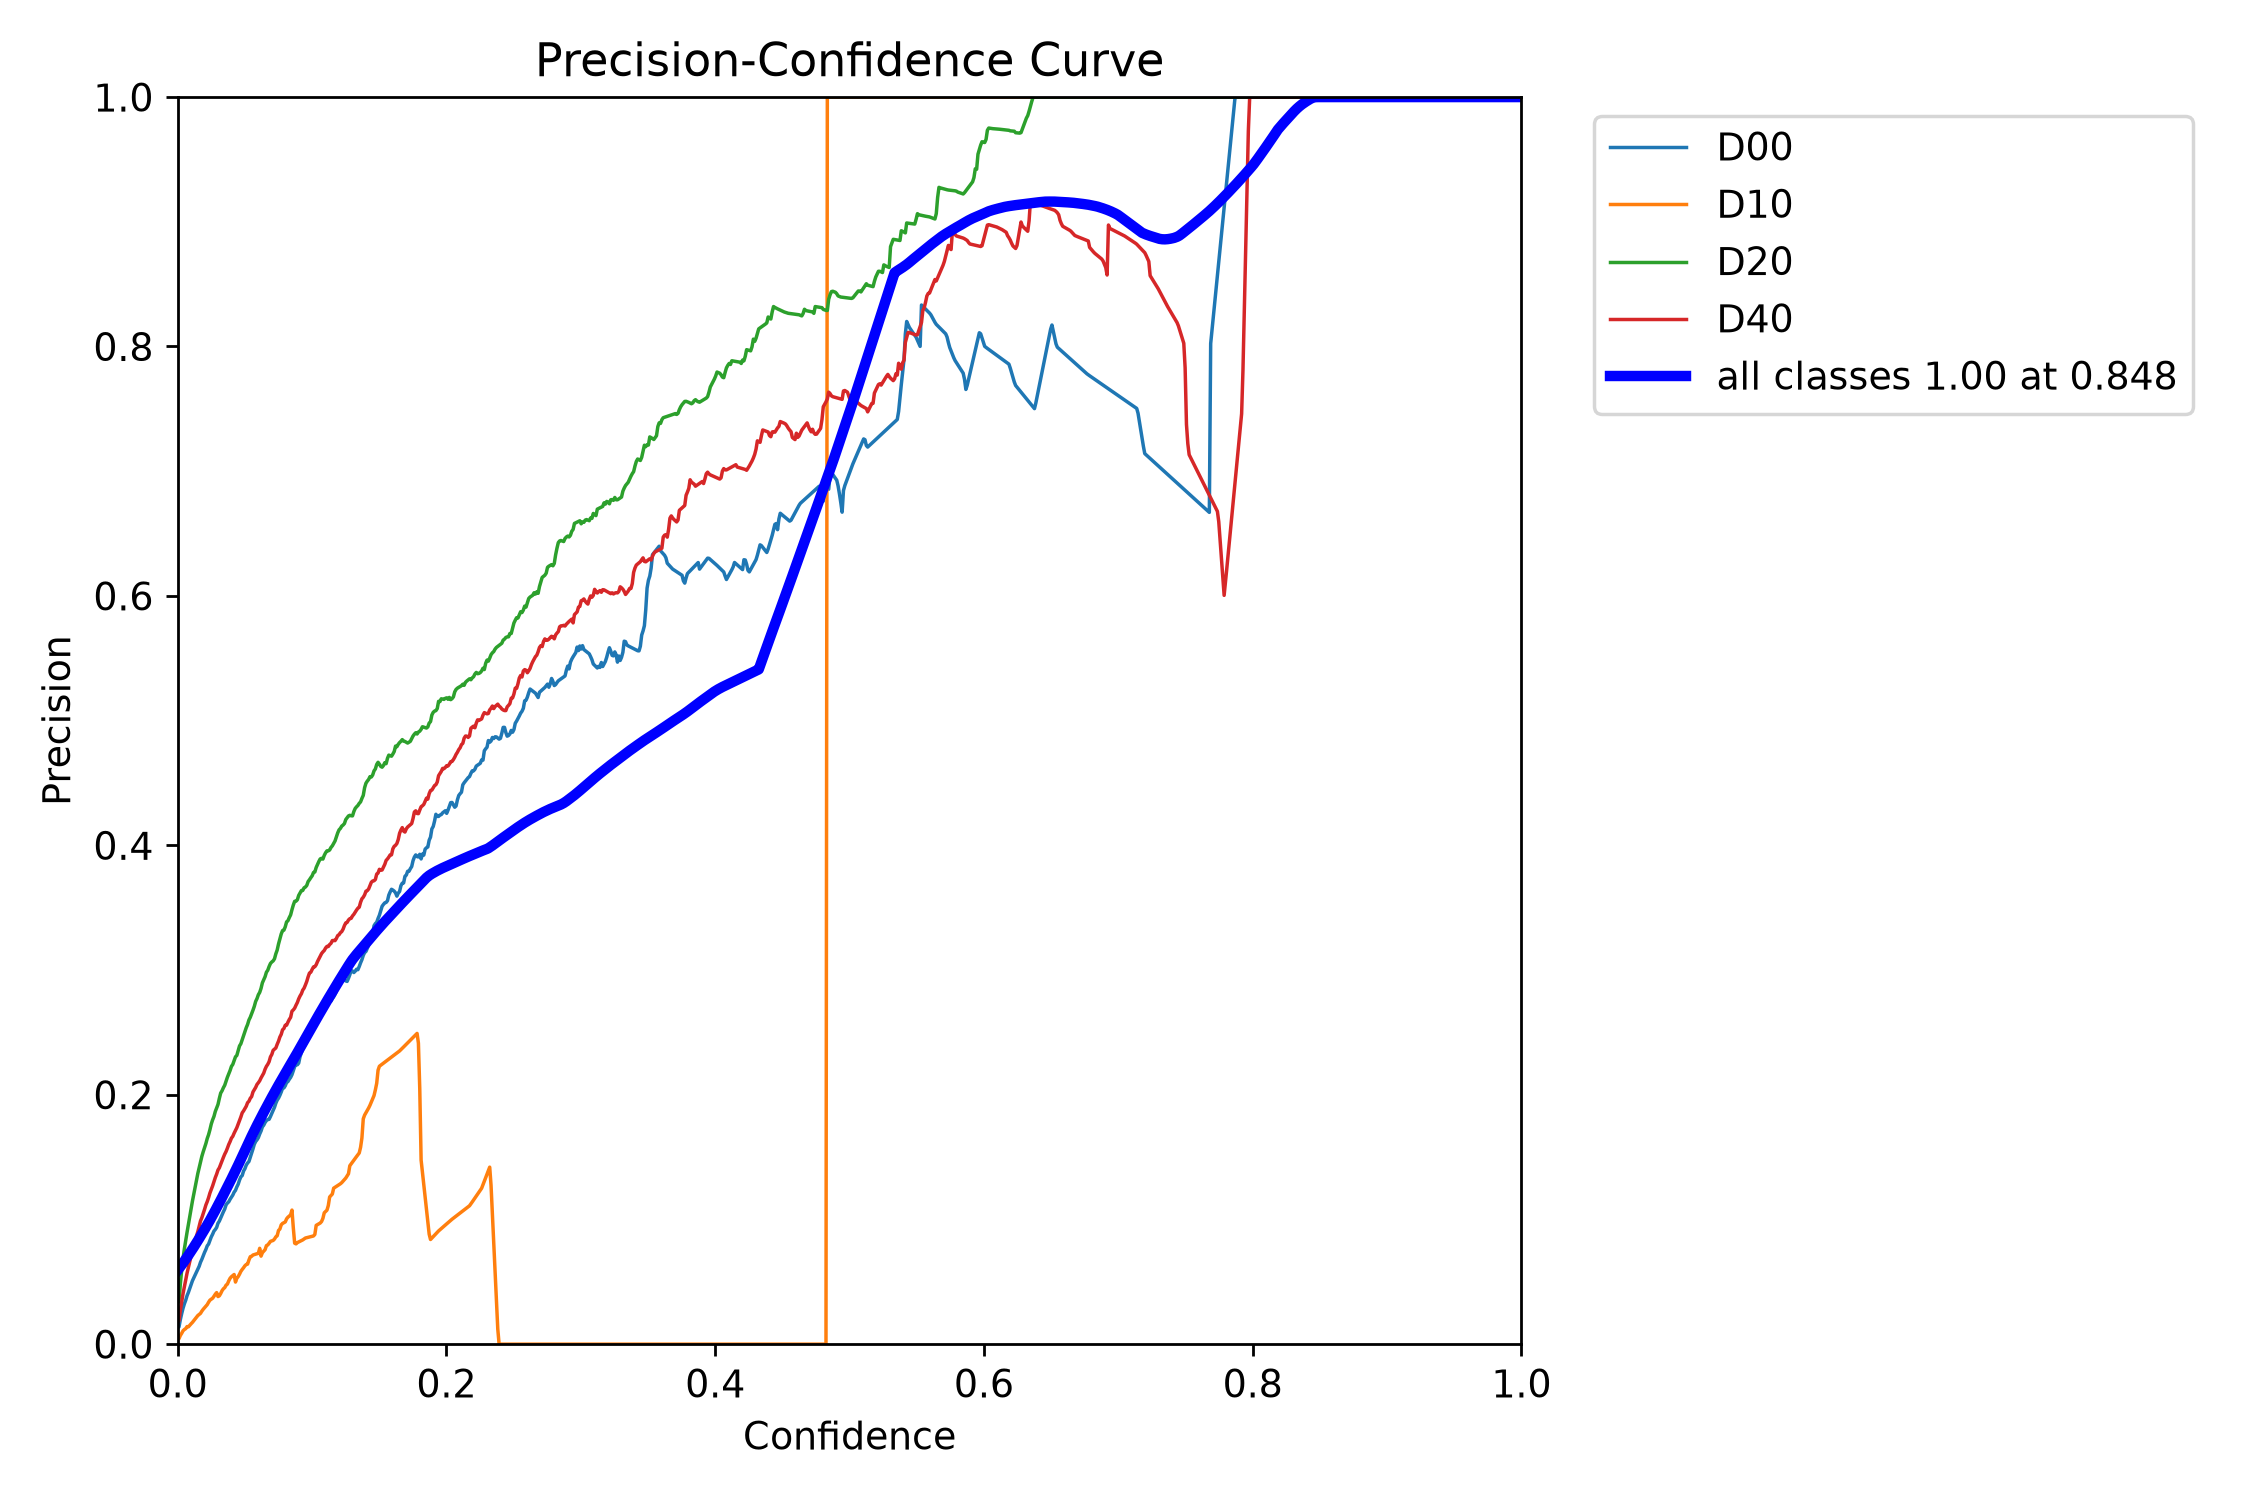 Precision-Confidence Curve
1.0
0.8
0.6
0.4
0.2
0.0
Precision
0.0 0.2 0.4 0.6 0.8 1.0
Confidence
D00
D10
D20
D40
all classes 1.00 at 0.848